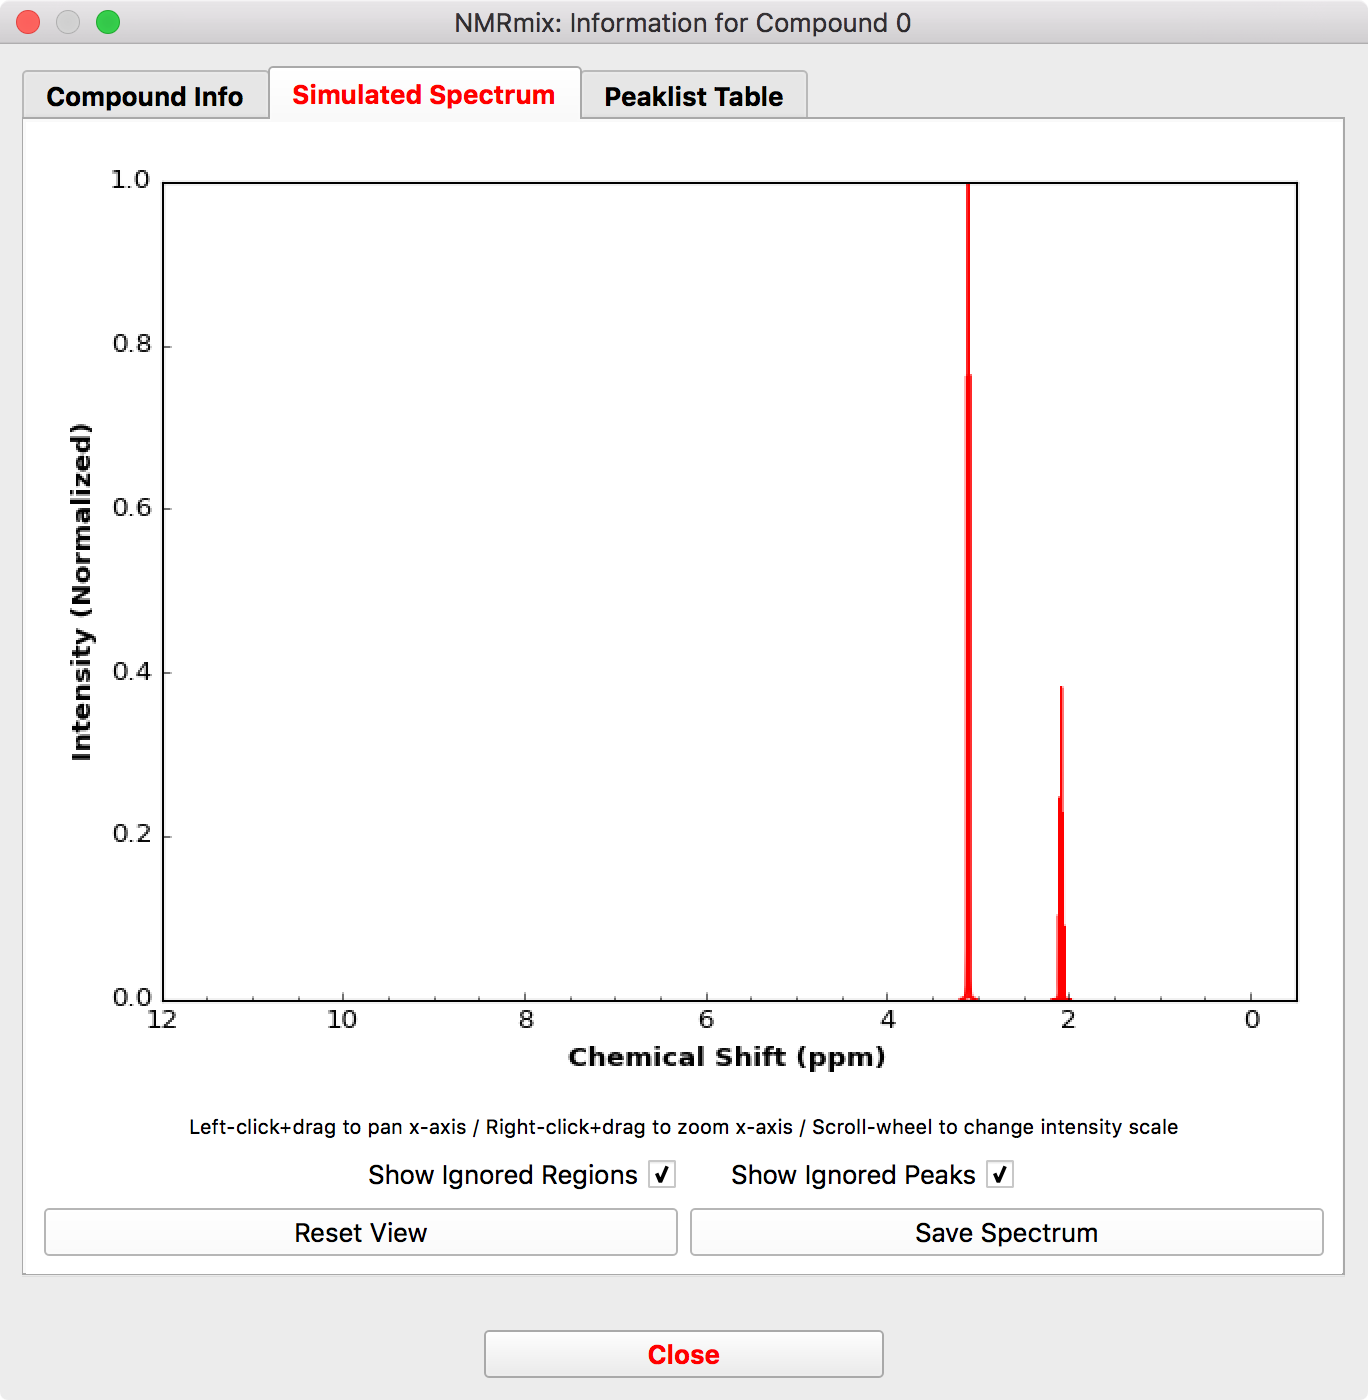 NMRmix: Information for Compound 0
Compound Info Simulated Spectrum Peaklist Table
1.0
0.8
0.6
0.4
0.2
0.0
Intensity (Normalized)
12 10 8 6 4 2 0
Chemical Shift (ppm)
Left-click+drag to pan x-axis / Right-click+drag to zoom x-axis / Scroll-wheel to change intensity scale
Show Ignored Regions Show Ignored Peaks
Reset View Save Spectrum
Close